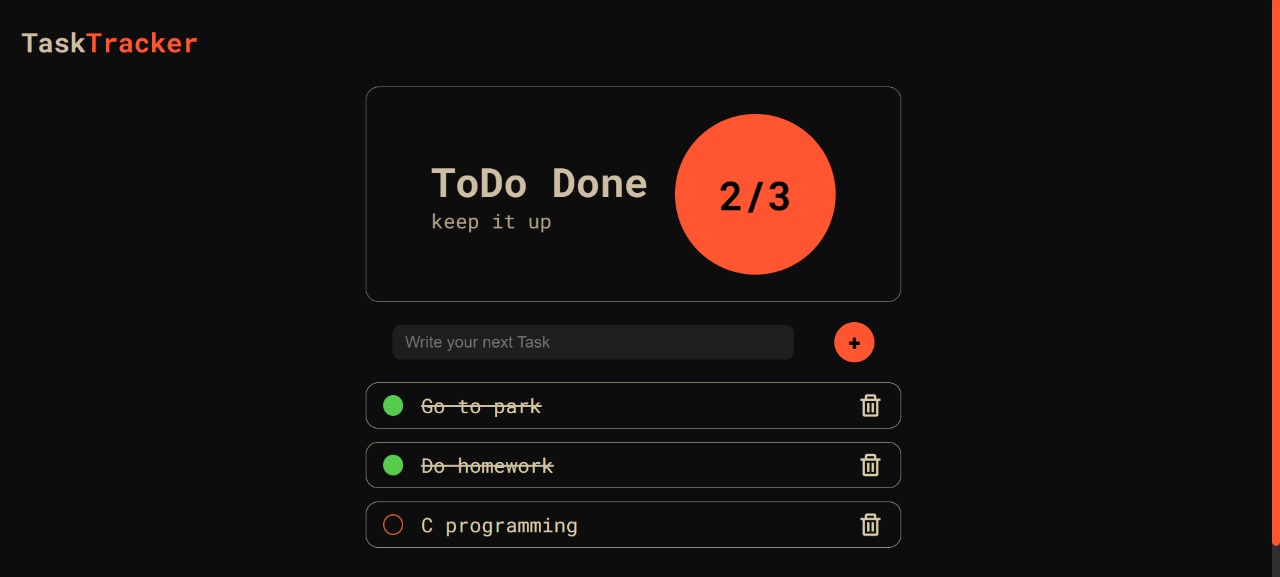 TaskTracker
ToDo Done
keep it up
2/3
Write your next Task
+
Go to park
Do homework
C programming